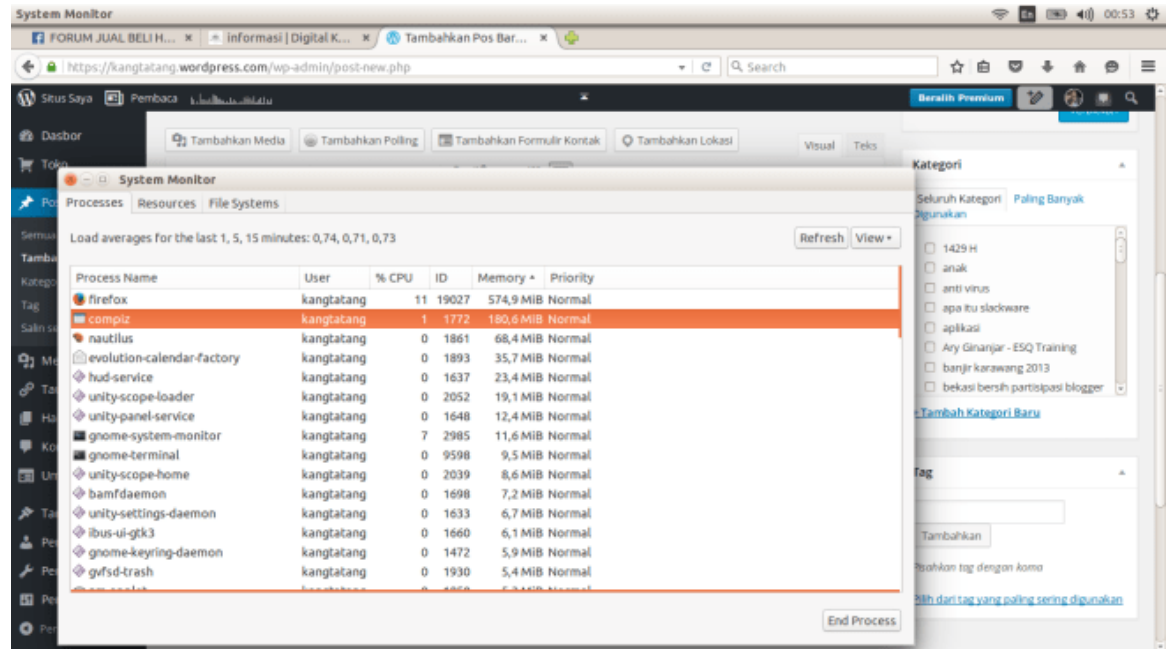 System Monitor
En 00:53
FORUM JUAL BELI H... × informasi | Digital K... × Tambahkan Pos Bar... ×
https://kangtatang.wordpress.com/wp-admin/post-new.php Search
Situs Saya Pembaca Beralih Premium
Dasbor Tambahkan Media Tambahkan Polling Tambahkan Formulir Kontak Tambahkan Lokasi Visual Teks
Kategori
System Monitor
Processes Resources File Systems
Seluruh Kategori Paling Banyak
Digunakan
Load averages for the last 1, 5, 15 minutes: 0,74, 0,71, 0,73 Refresh View
Process Name User % CPU ID Memory Priority
firefox kangtatang 11 19027 574,9 MiB Normal
compiz kangtatang 1 1772 180,6 MiB Normal
nautilus kangtatang 0 1861 68,4 MiB Normal
evolution-calendar-factory kangtatang 0 1893 35,7 MiB Normal
hud-service kangtatang 0 1637 23,4 MiB Normal
unity-scope-loader kangtatang 0 2052 19,1 MiB Normal
unity-panel-service kangtatang 0 1648 12,4 MiB Normal
gnome-system-monitor kangtatang 7 2985 11,6 MiB Normal
gnome-terminal kangtatang 0 9598 9,5 MiB Normal
unity-scope-home kangtatang 0 2039 8,6 MiB Normal
bamfdaemon kangtatang 0 1698 7,2 MiB Normal
unity-settings-daemon kangtatang 0 1633 6,7 MiB Normal
ibus-ui-gtk3 kangtatang 0 1660 6,1 MiB Normal
gnome-keyring-daemon kangtatang 0 1472 5,9 MiB Normal
gvfsd-trash kangtatang 0 1930 5,4 MiB Normal
End Process
1429 H
anak
anti virus
apa itu slackware
aplikasi
Ary Ginanjar - ESQ Training
banjir karawang 2013
bekasi bersih partisipasi blogger
+ Tambah Kategori Baru
Tag
Tambahkan
Pisahkan tag dengan koma
Pilih dari tag yang paling sering digunakan
Tag